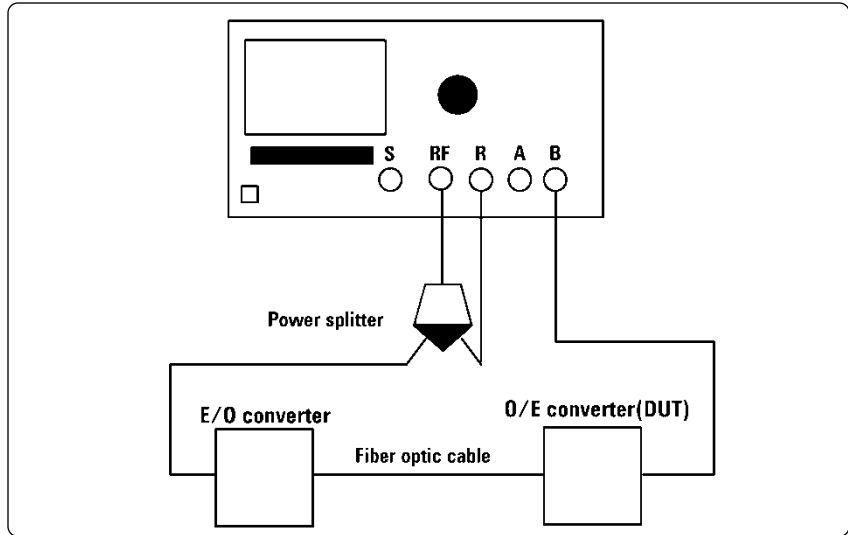 S RF R A B
Power splitter
E/O converter
O/E converter(DUT)
Fiber optic cable